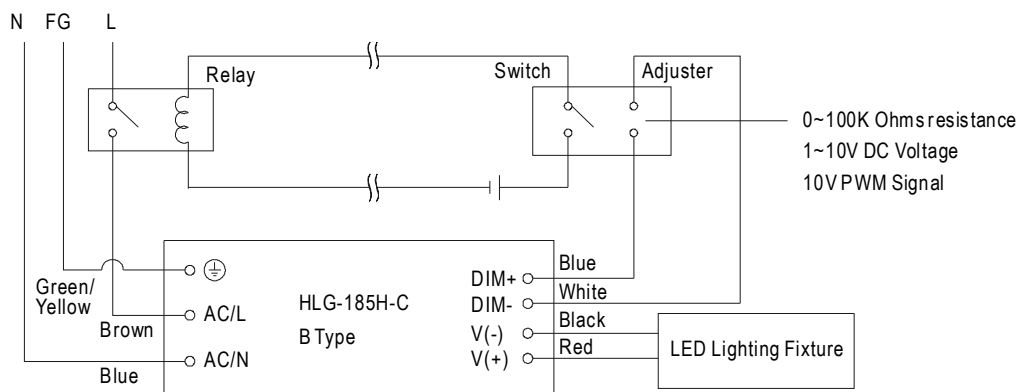 N FG L
Relay
Switch
Adjuster
0~100K Ohms resistance
1~10V DC Voltage
10V PWM Signal
Green/
Yellow
Brown
Blue
AC/L
AC/N
HLG-185H-C
B Type
DIM+
DIM-
V(-)
V(+)
Blue
White
Black
Red
LED Lighting Fixture